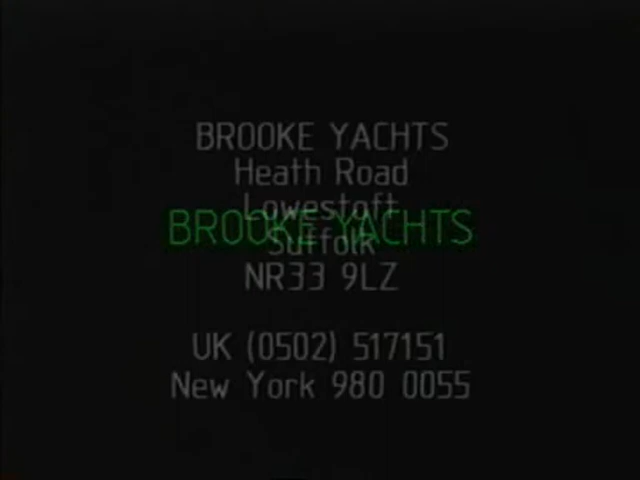 BROOKE YACHTS
Heath Road
Lowestoft
BROOKE YACHTS
Suffolk
NR33 9LZ
UK (0502) 517151
New York 980 0055